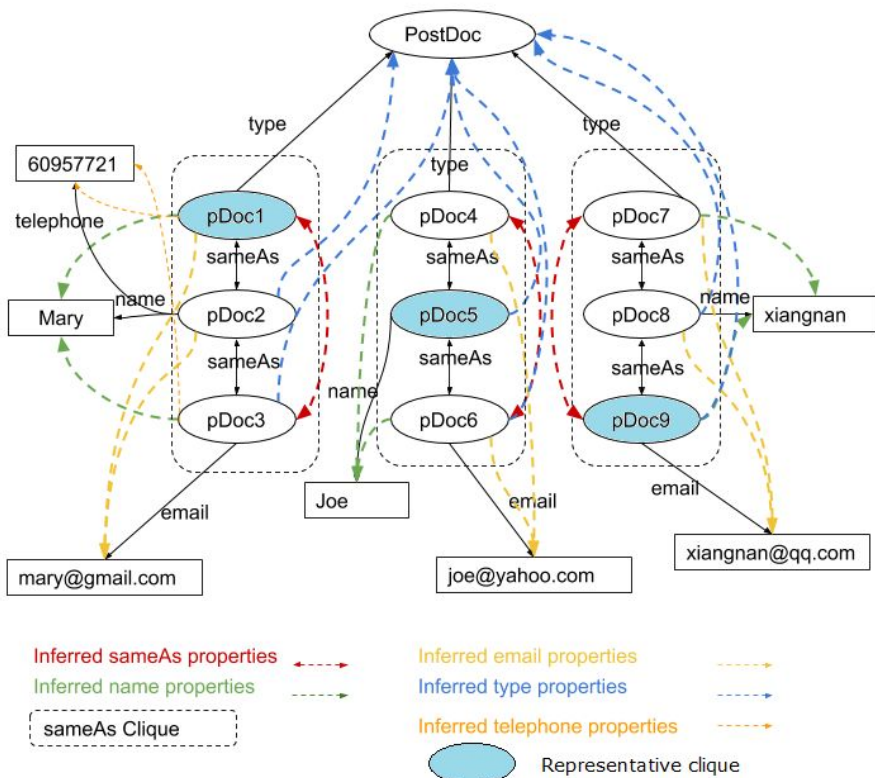 PostDoc
type
type
type
60957721
telephone
pDoc1
pDoc4
pDoc7
sameAs
sameAs
sameAs
Mary
name
pDoc2
pDoc5
pDoc8
name
xiangnan
sameAs
sameAs
sameAs
name
pDoc3
pDoc6
pDoc9
Joe
email
email
email
mary@gmail.com
joe@yahoo.com
xiangnan@qq.com
Inferred sameAs properties
Inferred email properties
Inferred name properties
Inferred type properties
sameAs Clique
Inferred telephone properties
Representative clique